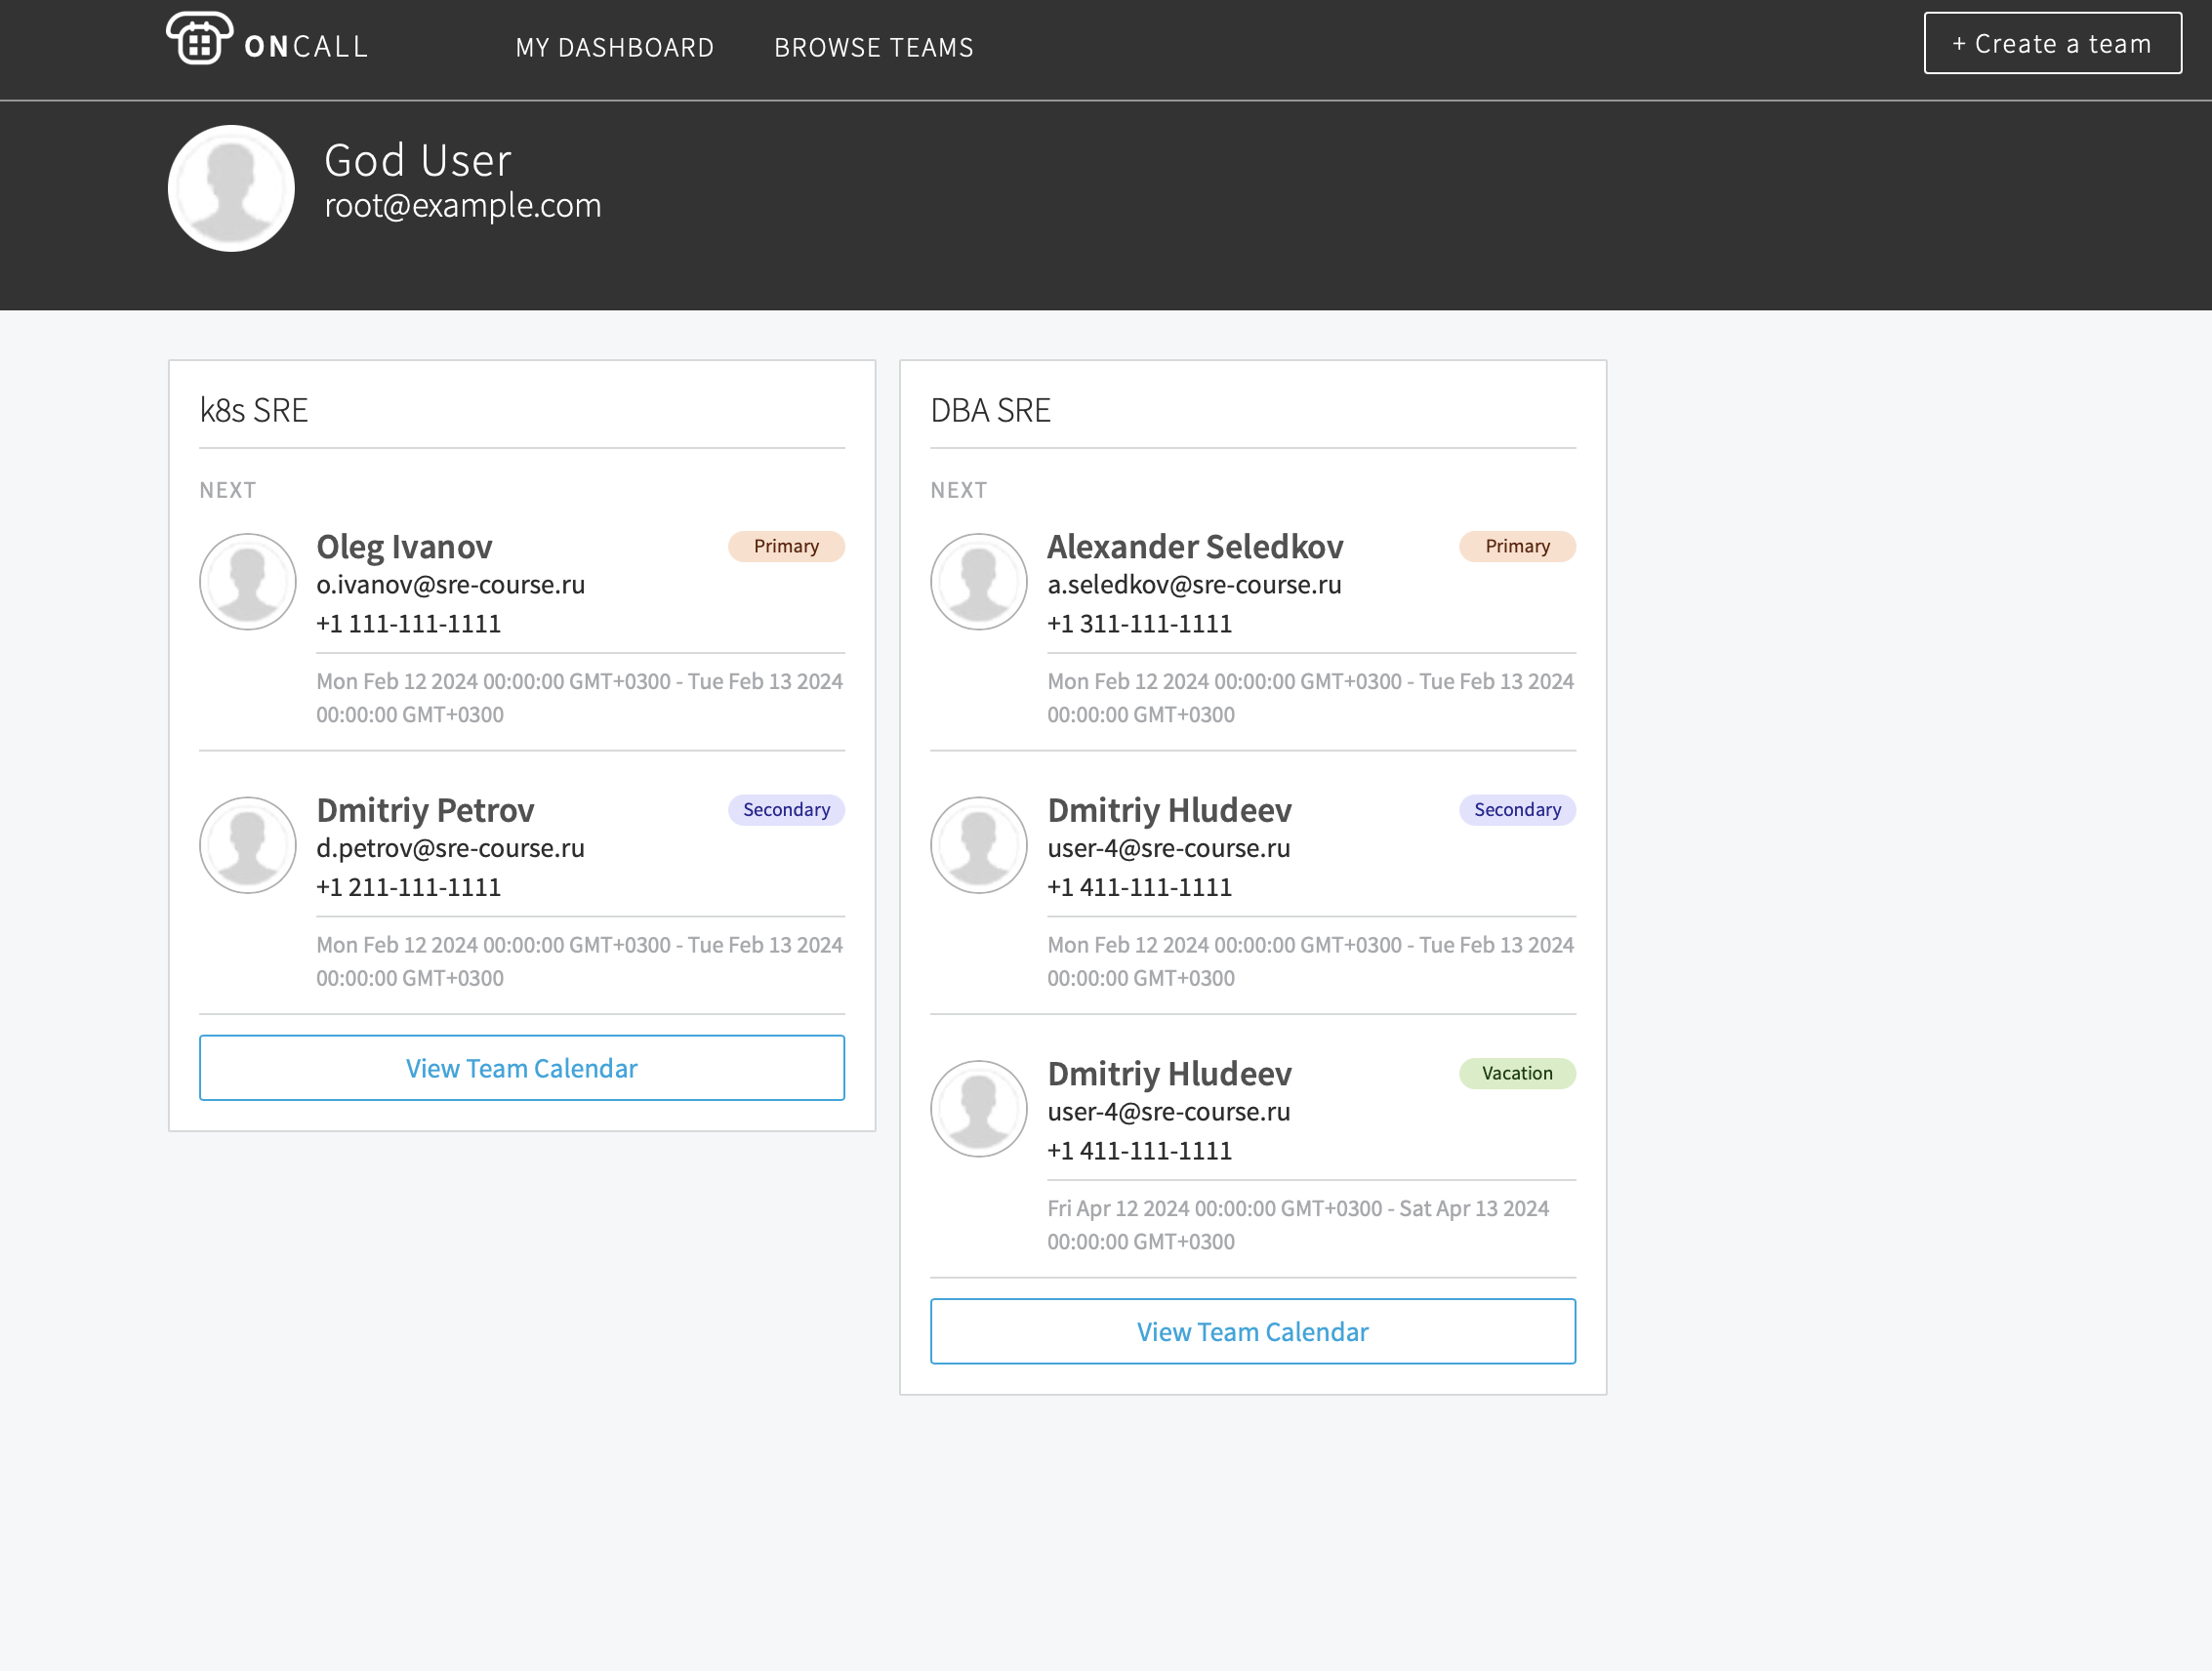 ONCALL
MY DASHBOARD
BROWSE TEAMS
+ Create a team
God User
root@example.com
k8s SRE
NEXT
Oleg Ivanov
Primary
o.ivanov@sre-course.ru
+1 111-111-1111
Mon Feb 12 2024 00:00:00 GMT+0300 - Tue Feb 13 2024
00:00:00 GMT+0300
Dmitriy Petrov
Secondary
d.petrov@sre-course.ru
+1 211-111-1111
Mon Feb 12 2024 00:00:00 GMT+0300 - Tue Feb 13 2024
00:00:00 GMT+0300
View Team Calendar
DBA SRE
NEXT
Alexander Seledkov
Primary
a.seledkov@sre-course.ru
+1 311-111-1111
Mon Feb 12 2024 00:00:00 GMT+0300 - Tue Feb 13 2024
00:00:00 GMT+0300
Dmitriy Hludeev
Secondary
user-4@sre-course.ru
+1 411-111-1111
Mon Feb 12 2024 00:00:00 GMT+0300 - Tue Feb 13 2024
00:00:00 GMT+0300
Dmitriy Hludeev
Vacation
user-4@sre-course.ru
+1 411-111-1111
Fri Apr 12 2024 00:00:00 GMT+0300 - Sat Apr 13 2024
00:00:00 GMT+0300
View Team Calendar